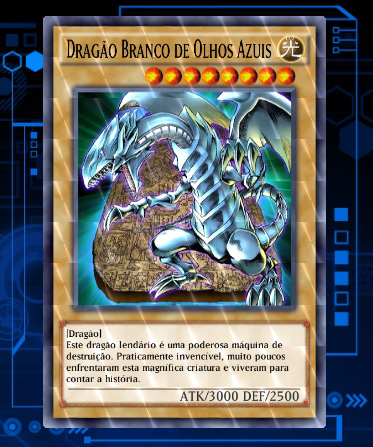 Dragão Branco de Olhos Azuis
光
[Dragão]
Este dragão lendário é uma poderosa máquina de
destruição. Praticamente invencível, muito poucos
enfrentaram esta magnífica criatura e viveram para
contar a história.
ATK/3000 DEF/2500